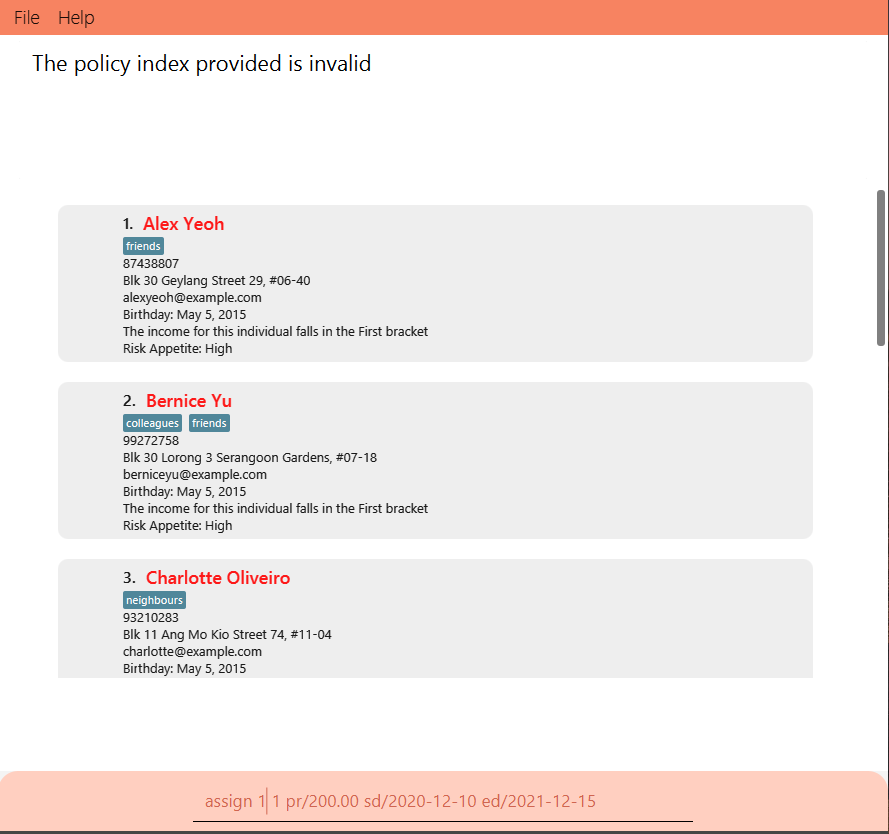 File Help
The policy index provided is invalid
1. Alex Yeoh
friends
87438807
Blk 30 Geylang Street 29, #06-40
alexyeoh@example.com
Birthday: May 5, 2015
The income for this individual falls in the First bracket
Risk Appetite: High
2. Bernice Yu
colleagues friends
99272758
Blk 30 Lorong 3 Serangoon Gardens, #07-18
berniceyu@example.com
Birthday: May 5, 2015
The income for this individual falls in the First bracket
Risk Appetite: High
3. Charlotte Oliveiro
neighbours
93210283
Blk 11 Ang Mo Kio Street 74, #11-04
charlotte@example.com
Birthday: May 5, 2015
assign 1 1 pr/200.00 sd/2020-12-10 ed/2021-12-15